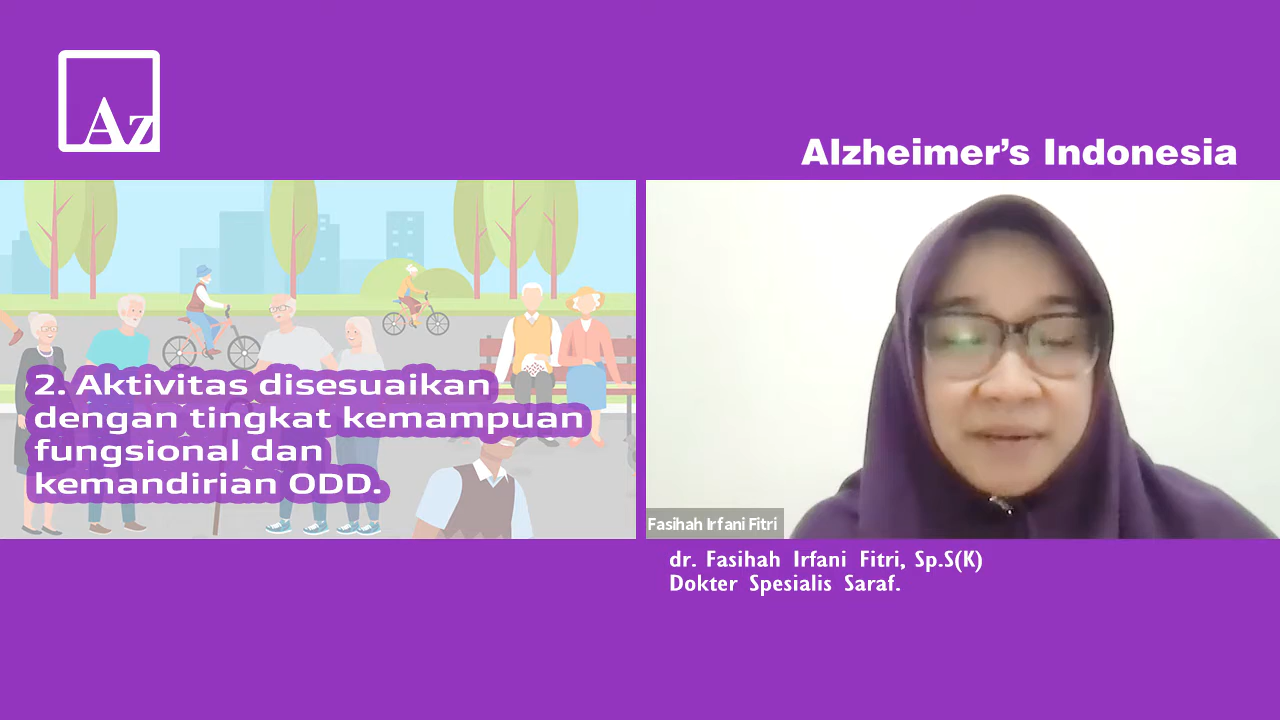 Az
Alzheimer’s Indonesia
2. Aktivitas disesuaikan
dengan tingkat kemampuan
fungsional dan
kemandirian ODD.
Fasihah Irfani Fitri
dr. Fasihah Irfani Fitri, Sp.S(K)
Dokter Spesialis Saraf.